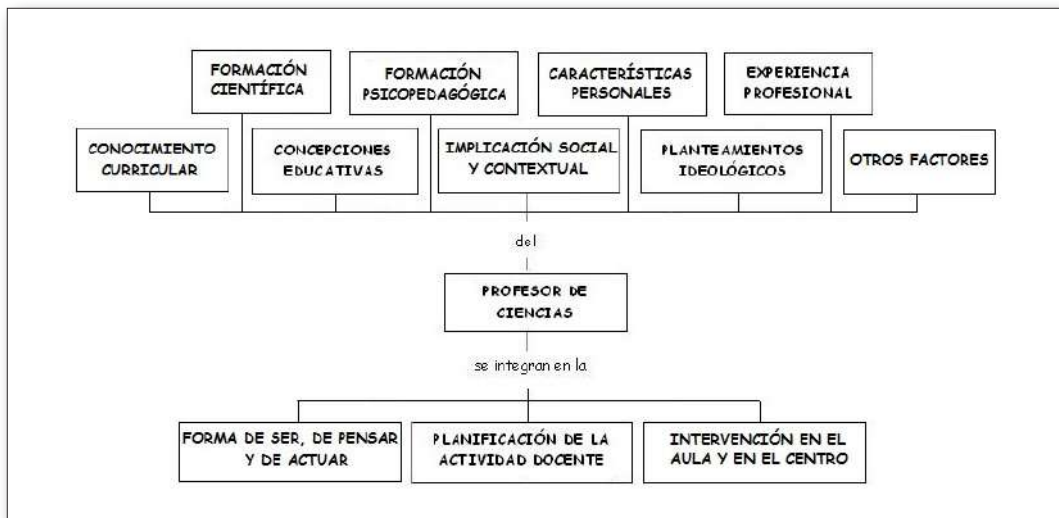 FORMACIÓN
CIENTÍFICA
FORMACIÓN
PSICOPEDAGÓGICA
CARACTERÍSTICAS
PERSONALES
EXPERIENCIA
PROFESIONAL
CONOCIMIENTO
CURRICULAR
CONCEPCIONES
EDUCATIVAS
IMPLICACIÓN SOCIAL
Y CONTEXTUAL
PLANTEAMIENTOS
IDEOLÓGICOS
OTROS FACTORES
del
PROFESOR DE
CIENCIAS
se integran en la
FORMA DE SER, DE PENSAR
Y DE ACTUAR
PLANIFICACIÓN DE LA
ACTIVIDAD DOCENTE
INTERVENCIÓN EN EL
AULA Y EN EL CENTRO